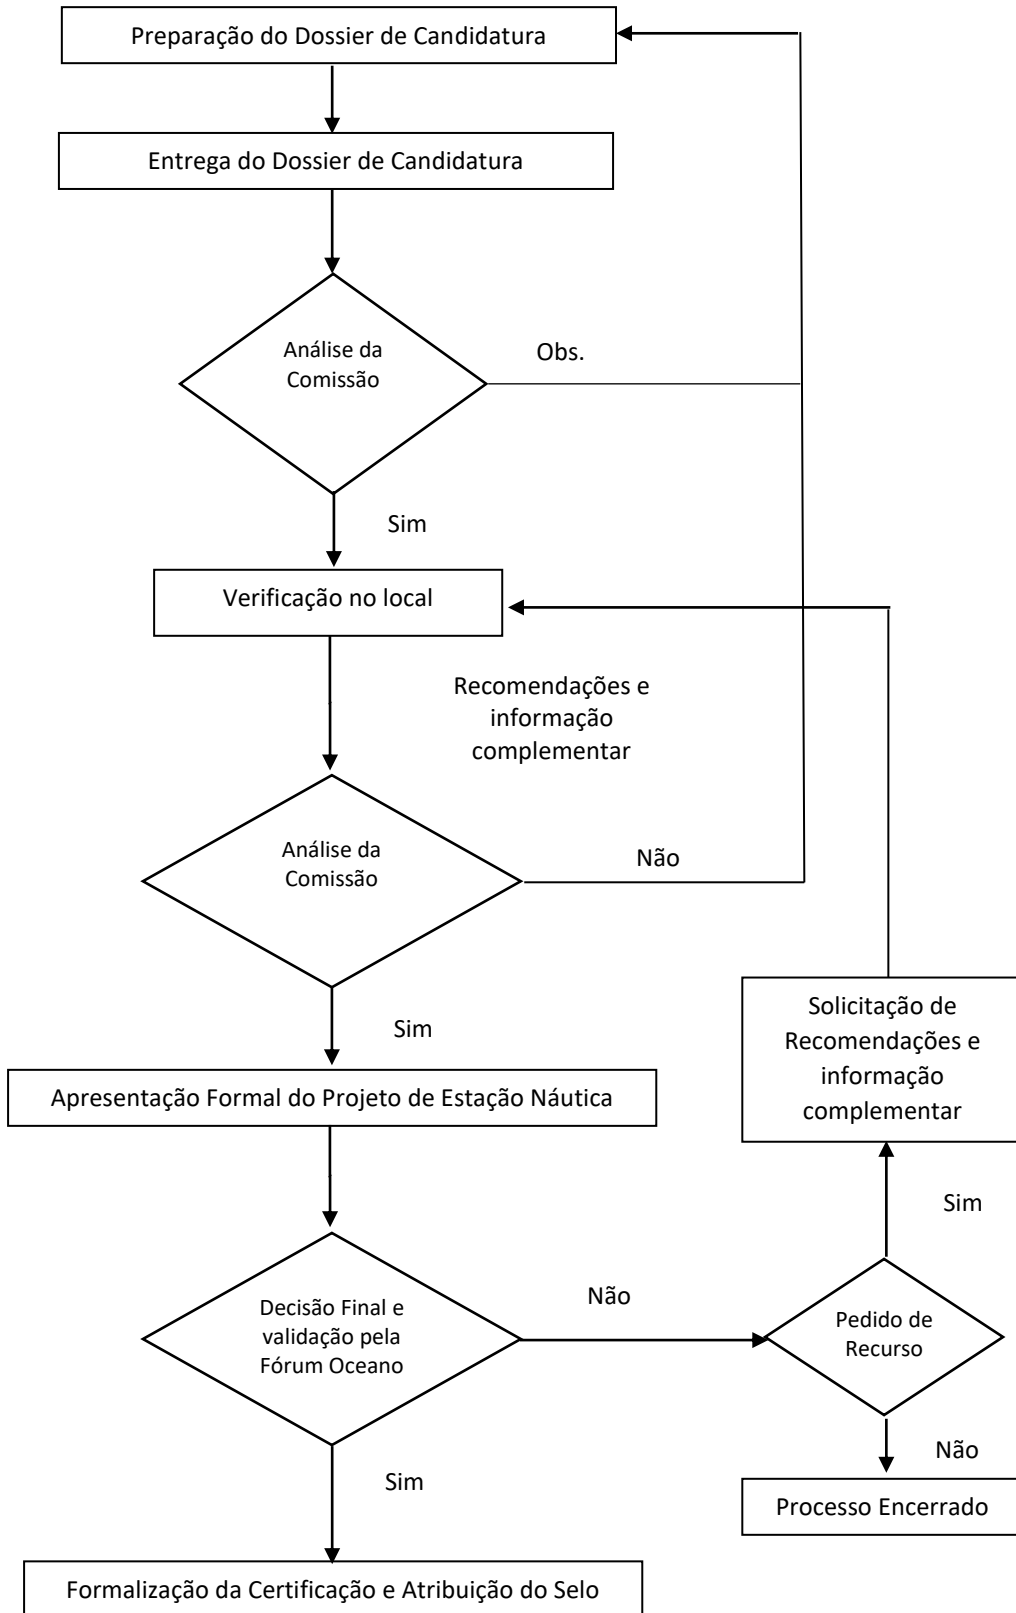 Preparação do Dossier de Candidatura
Entrega do Dossier de Candidatura
Análise da
Comissão
Obs.
Sim
Verificação no local
Recomendações e
informação
complementar
Análise da
Comissão
Não
Sim
Apresentação Formal do Projeto de Estação Náutica
Solicitação de
Recomendações e
informação
complementar
Sim
Decisão Final e
validação pela
Fórum Oceano
Não
Pedido de
Recurso
Não
Sim
Processo Encerrado
Formalização da Certificação e Atribuição do Selo